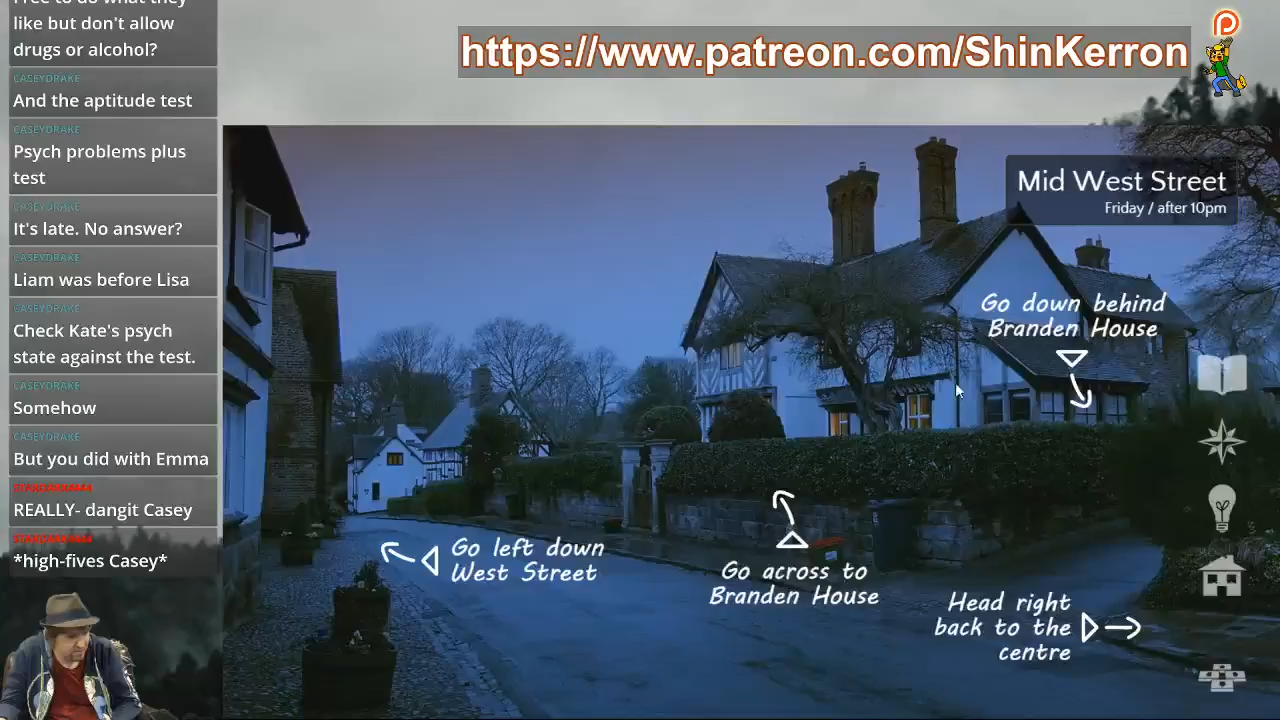 Free to do what they
like but don't allow
drugs or alcohol?
CASEYDRAKE
And the aptitude test
CASEYDRAKE
Psych problems plus
test
CASEYDRAKE
It's late. No answer?
CASEYDRAKE
Liam was before Lisa
CASEYDRAKE
Check Kate's psych
state against the test.
CASEYDRAKE
Somehow
CASEYDRAKE
But you did with Emma
REALLY- dangit Casey
*high-fives Casey*
https://www.patreon.com/ShinKerron
Mid West Street
Friday / after 10pm
Go down behind
Branden House
Go left down
West Street
Go across to
Branden House
Head right
back to the
centre